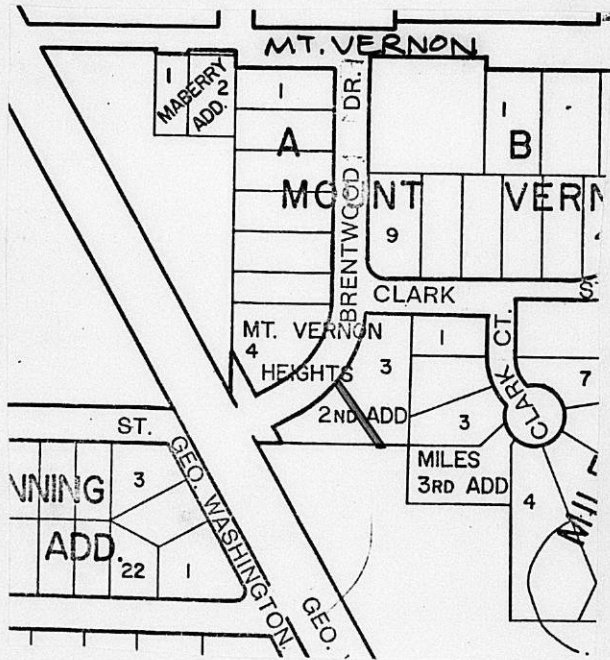 MT. VERNON
1
2
MABERRY
ADD.
1
BRENTWOOD DR.
1
A
B
MOUNT VERN
9
CLARK
S
MT. VERNON
4
HEIGHTS
3
2ND ADD
1
CLARK CT.
7
3
MILES
3RD ADD
4
ST.
GEO. WASHINGTON
GEO.
NNING
3
ADD.
22
1